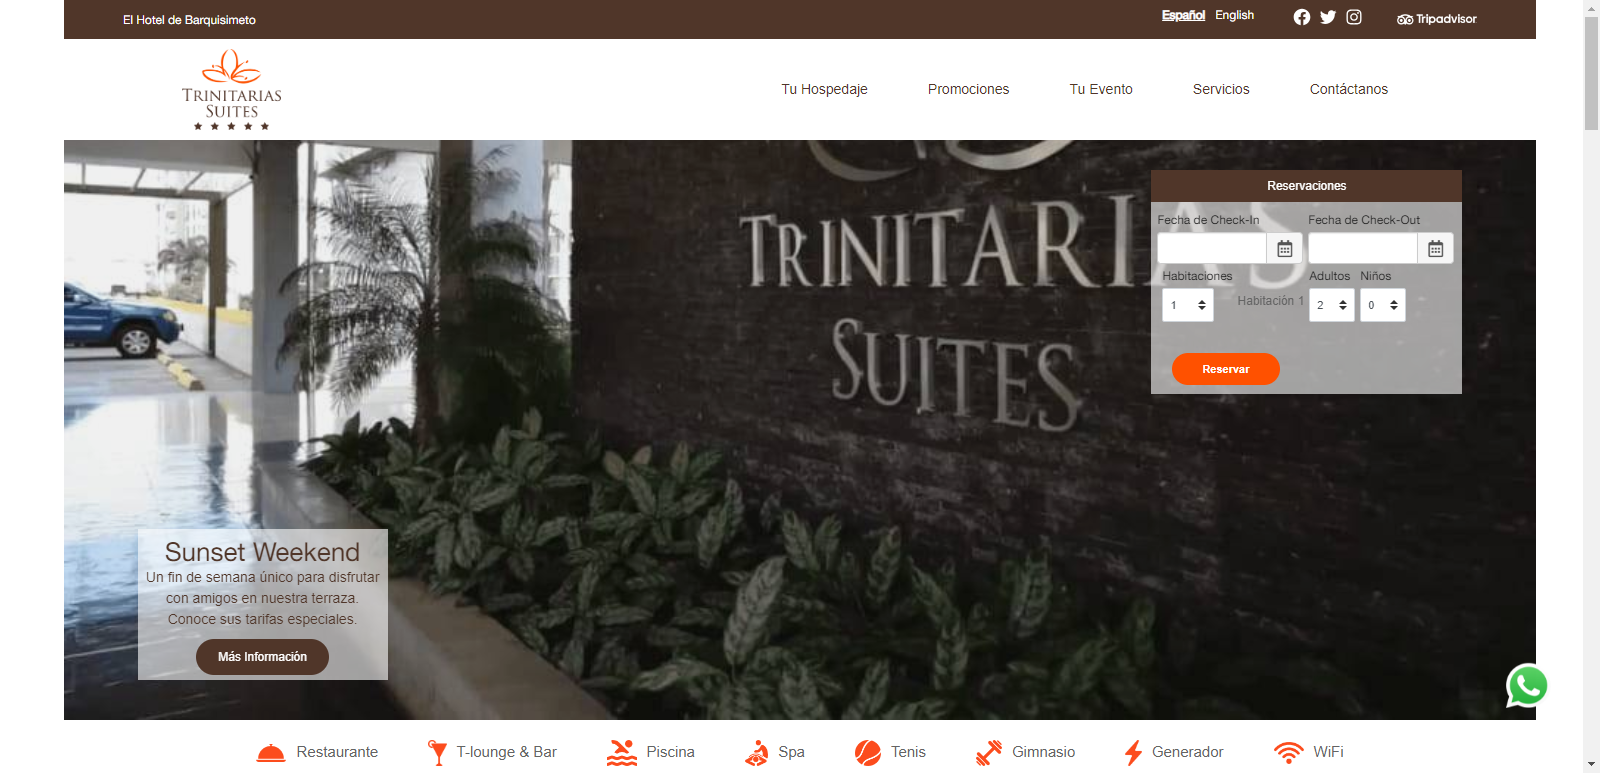 El Hotel de Barquisimeto
Español English
Tripadvisor
TRINITARIAS
SUITES
Tu Hospedaje
Promociones
Tu Evento
Servicios
Contáctanos
TRINITARIAS
SUITES
Reservaciones
Fecha de Check-In
Fecha de Check-Out
Habitaciones
Adultos
Niños
1
Habitación 1
2
0
Reservar
Sunset Weekend
Un fin de semana único para disfrutar
con amigos en nuestra terraza.
Conoce sus tarifas especiales.
Más Información
Restaurante
T-lounge & Bar
Piscina
Spa
Tenis
Gimnasio
Generador
WiFi